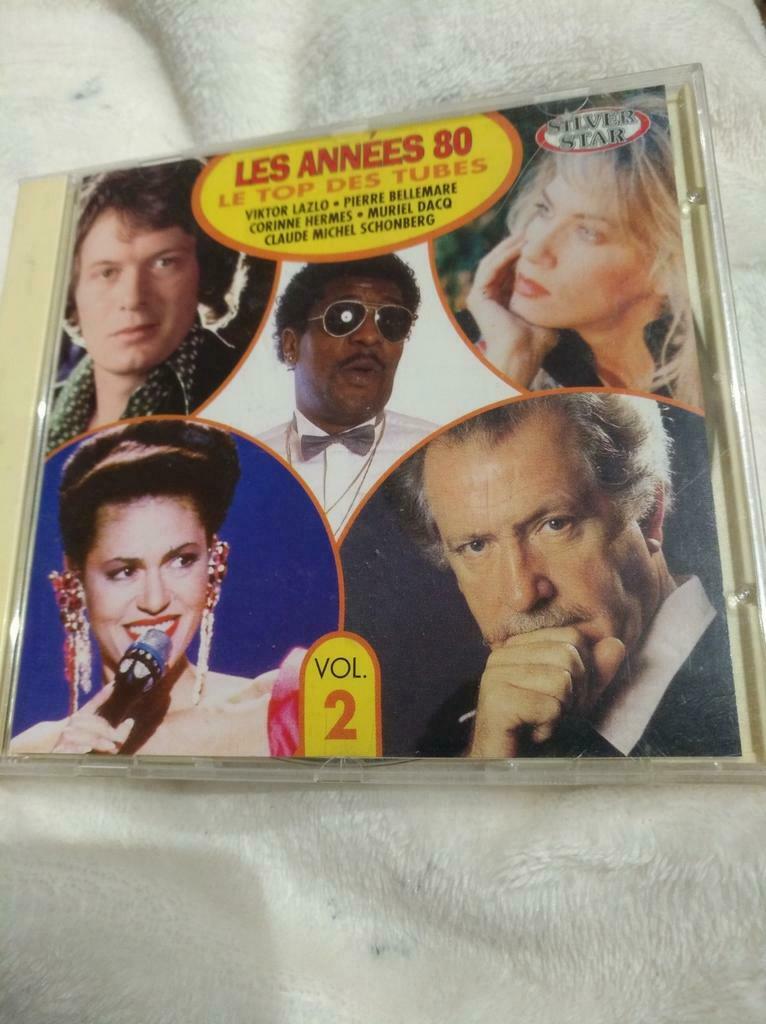 SILVER
STAR
LES ANNÉES 80
LE TOP DES TUBES
VIKTOR LAZLO • PIERRE BELLEMARE
CORINNE HERMES • MURIEL DACQ
CLAUDE MICHEL SCHONBERG
VOL.
2